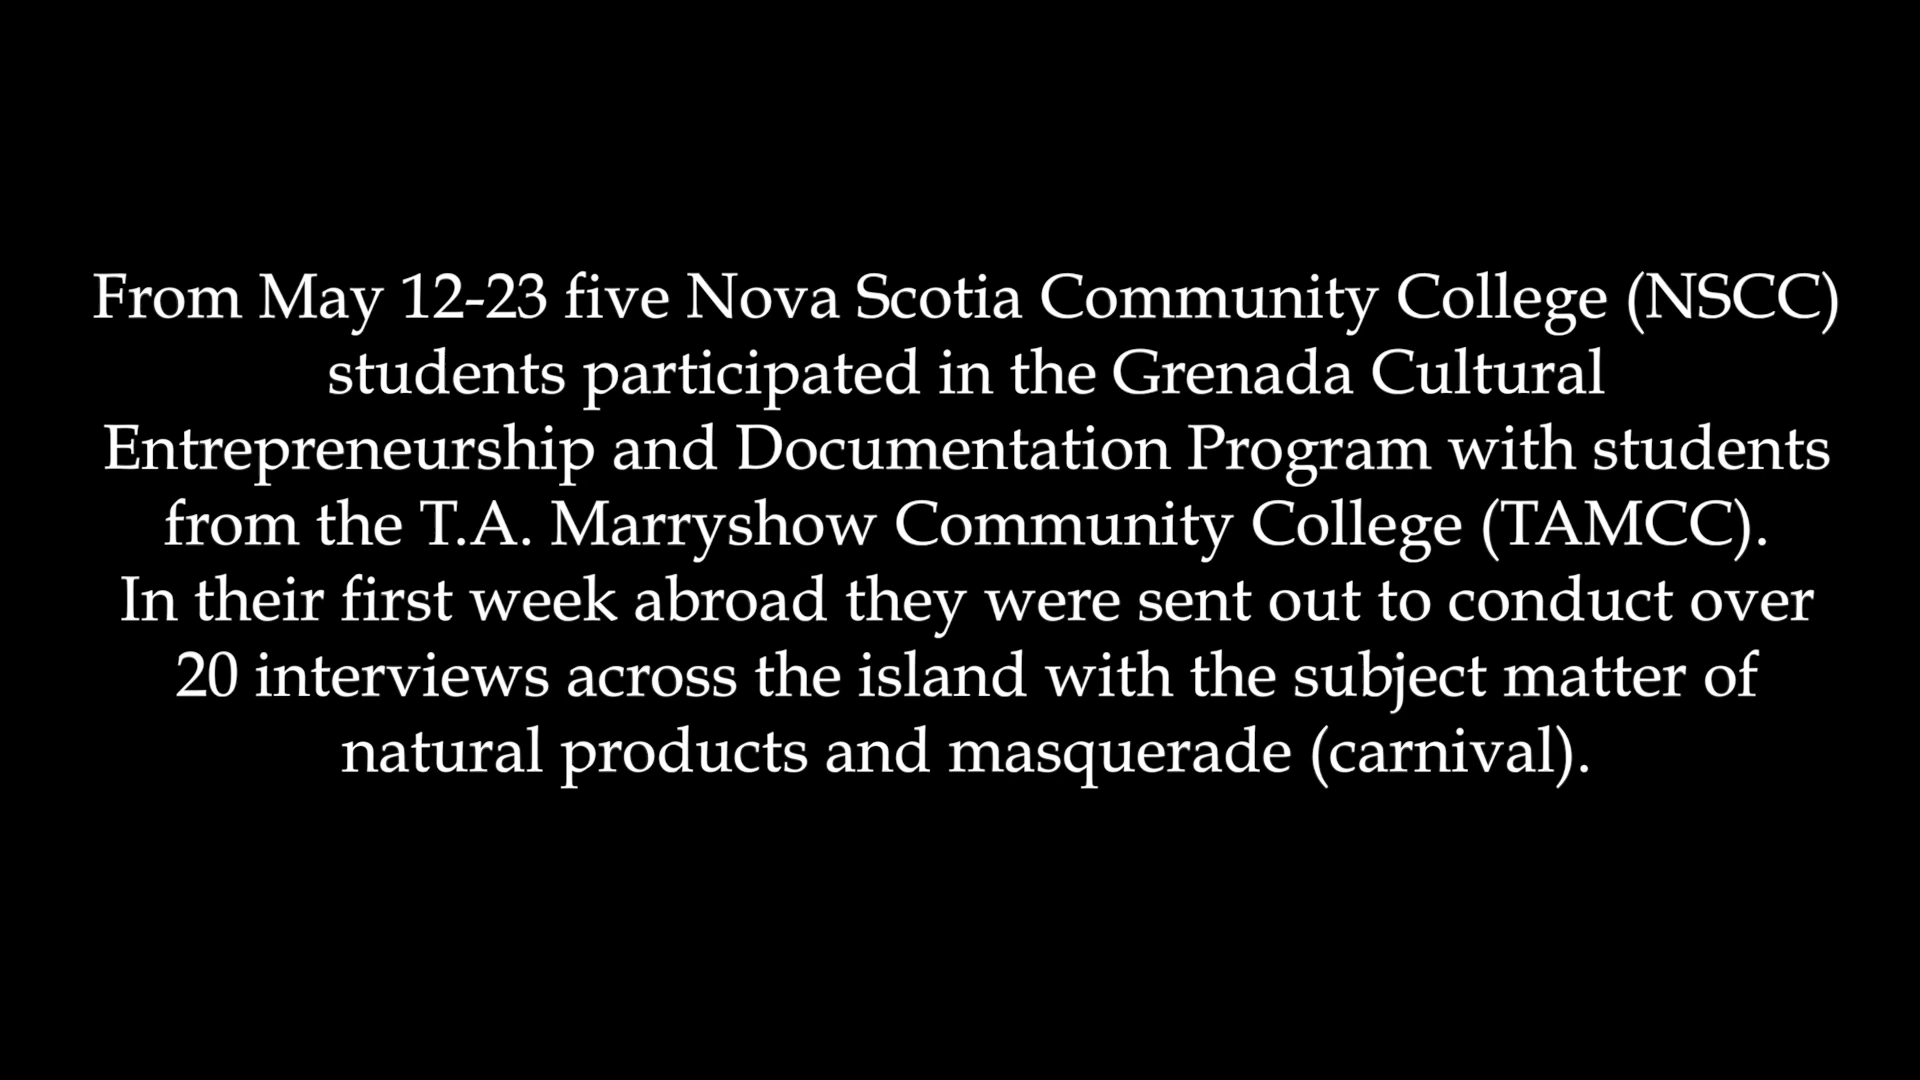 From May 12-23 five Nova Scotia Community College (NSCC)
students participated in the Grenada Cultural
Entrepreneurship and Documentation Program with students
from the T.A. Marryshow Community College (TAMCC).
In their first week abroad they were sent out to conduct over
20 interviews across the island with the subject matter of
natural products and masquerade (carnival).